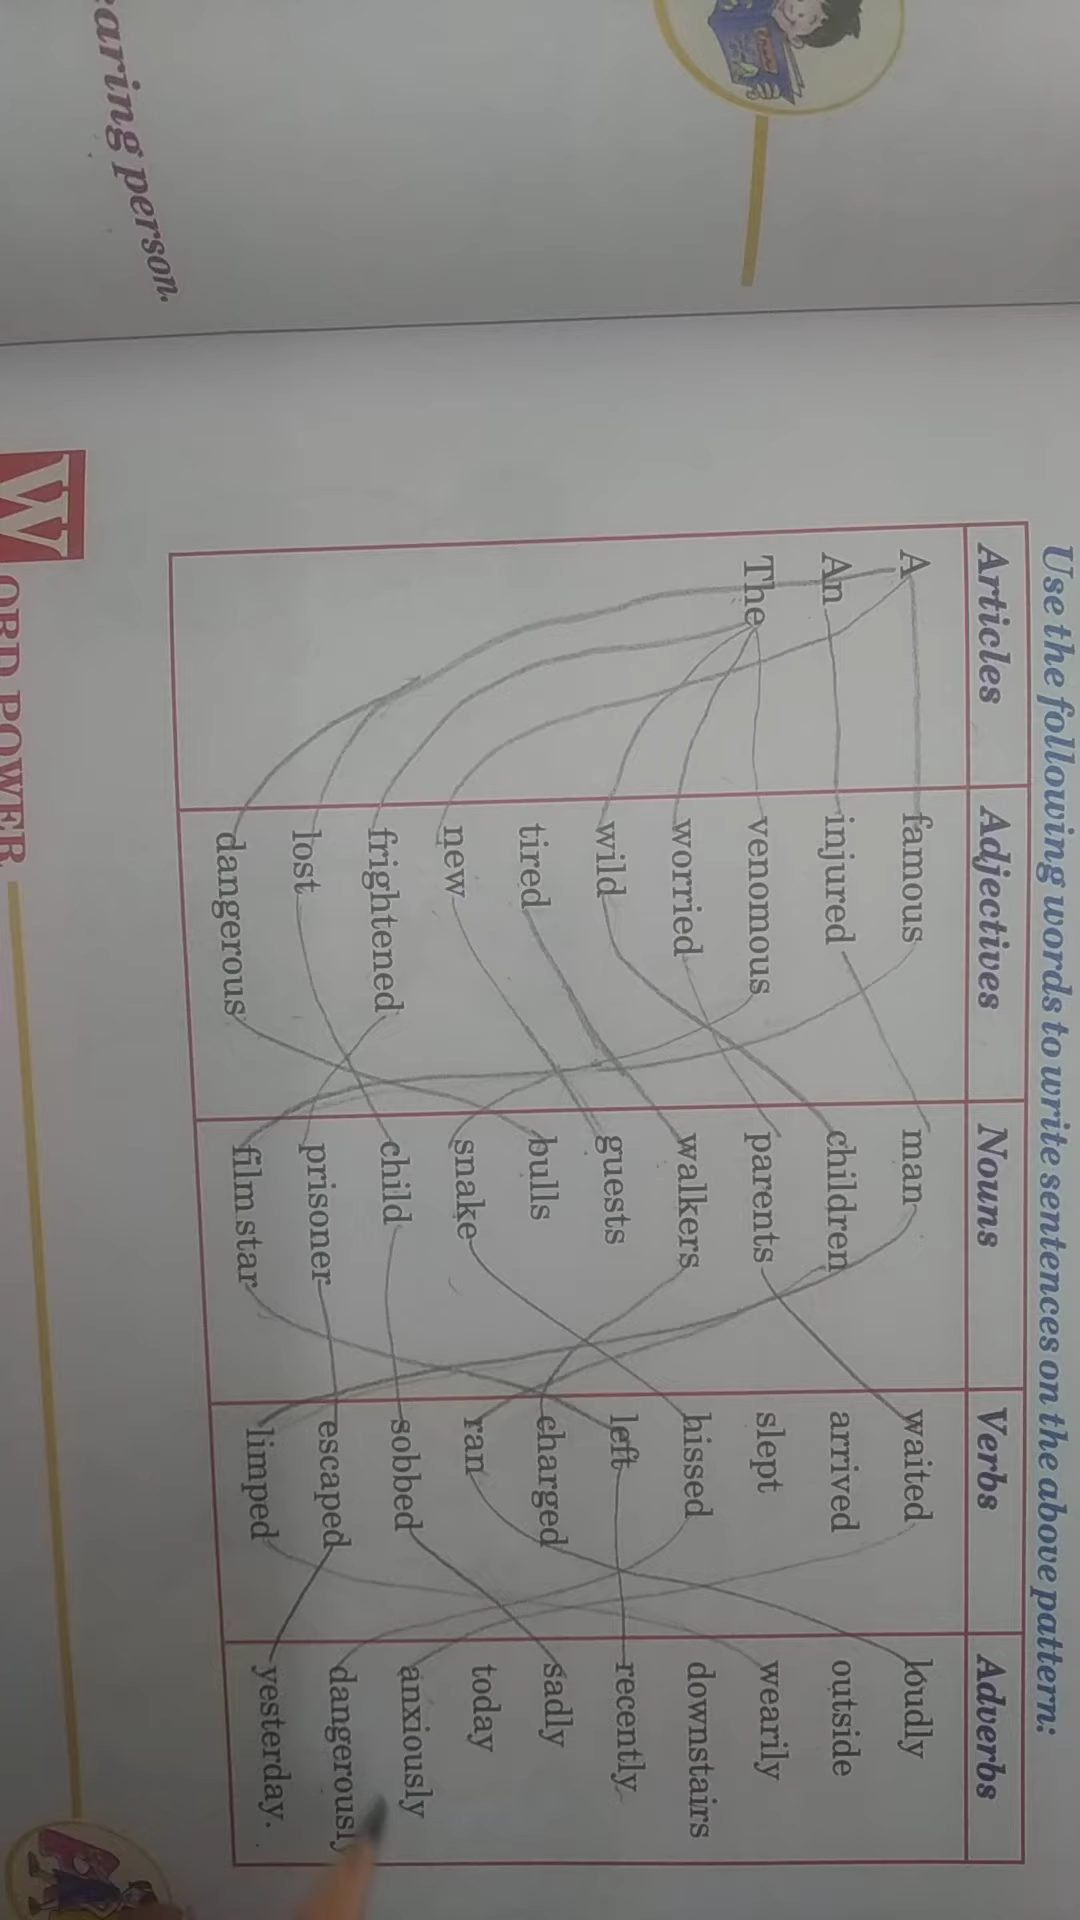 aring person.
Use the following words to write sentences on the above pattern:
Articles Adjectives Nouns Verbs Adverbs
A famous man waited loudly
An injured children arrived outside
The venomous parents slept wearily
worried walkers hissed downstairs
wild guests left recently
tired bulls charged sadly
new snake ran today
frightened child sobbed anxiously
lost prisoner escaped dangerously
dangerous film star limped yesterday.
WORD POWER